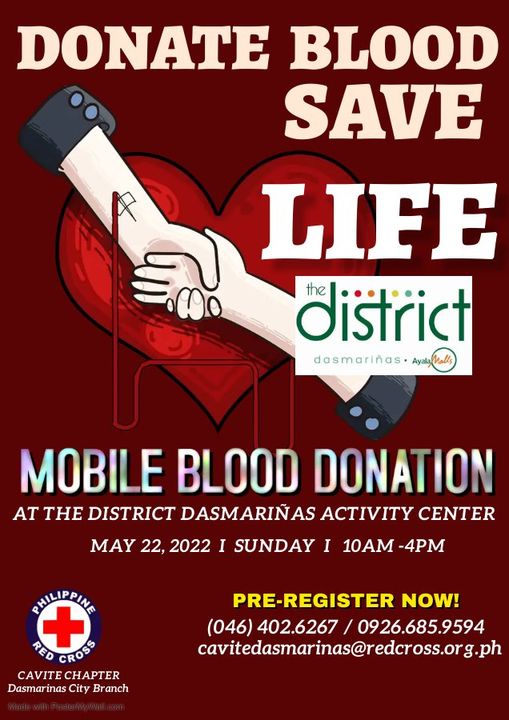 DONATE BLOOD
SAVE
LIFE
the
district
dasmariñas • Ayala Malls
MOBILE BLOOD DONATION
AT THE DISTRICT DASMARIÑAS ACTIVITY CENTER
MAY 22, 2022 I SUNDAY I 10AM -4PM
PRE-REGISTER NOW!
(046) 402.6267 / 0926.685.9594
cavitedasmarinas@redcross.org.ph
PHILIPPINE
RED CROSS
CAVITE CHAPTER
Dasmarinas City Branch
Made with PosterMyWall.com